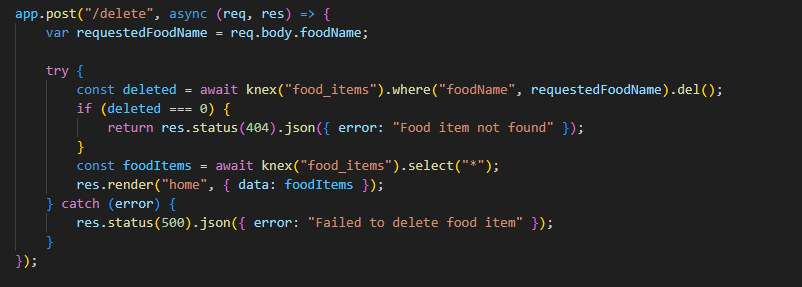 app.post("/delete", async (req, res) => {
    var requestedFoodName = req.body.foodName;

    try {
        const deleted = await knex("food_items").where("foodName", requestedFoodName).del();
        if (deleted === 0) {
            return res.status(404).json({ error: "Food item not found" });
        }
        const foodItems = await knex("food_items").select("*");
        res.render("home", { data: foodItems });
    } catch (error) {
        res.status(500).json({ error: "Failed to delete food item" });
    }
});